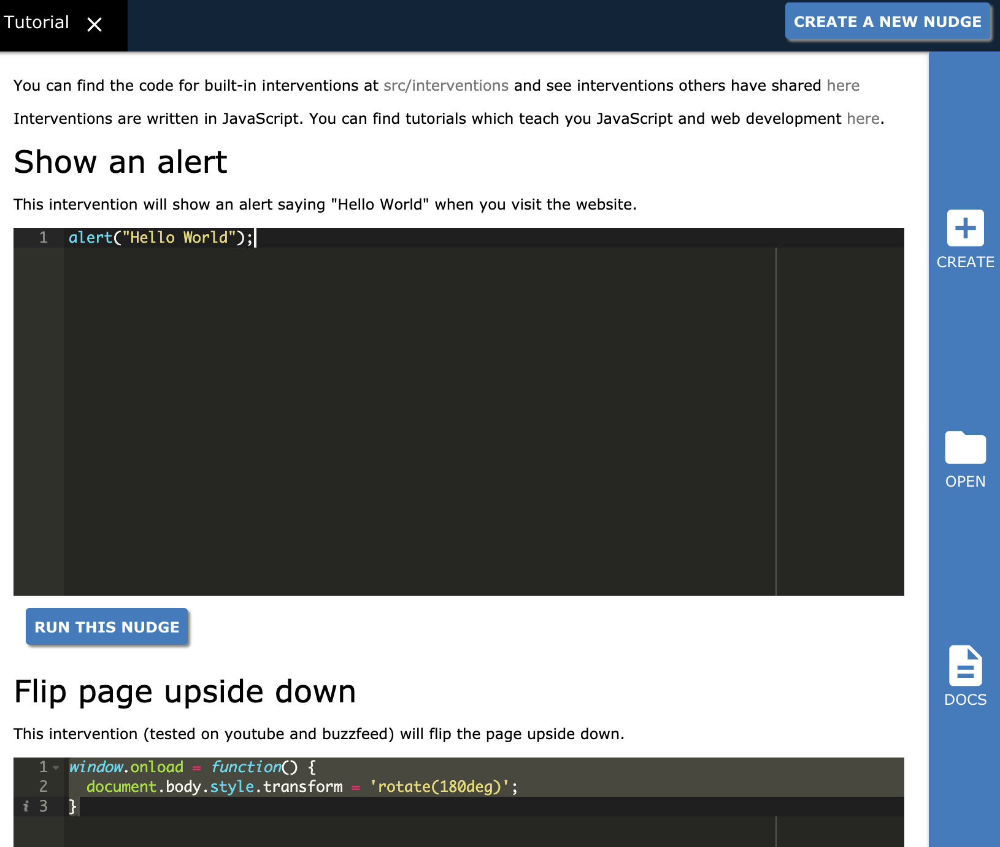 Tutorial
CREATE A NEW NUDGE
You can find the code for built-in interventions at src/interventions and see interventions others have shared here
Interventions are written in JavaScript. You can find tutorials which teach you JavaScript and web development here.
Show an alert
This intervention will show an alert saying "Hello World" when you visit the website.
1 alert("Hello World");
RUN THIS NUDGE
Flip page upside down
This intervention (tested on youtube and buzzfeed) will flip the page upside down.
1 window.onload = function() {
2   document.body.style.transform = 'rotate(180deg)';
i 3 }
CREATE
OPEN
DOCS